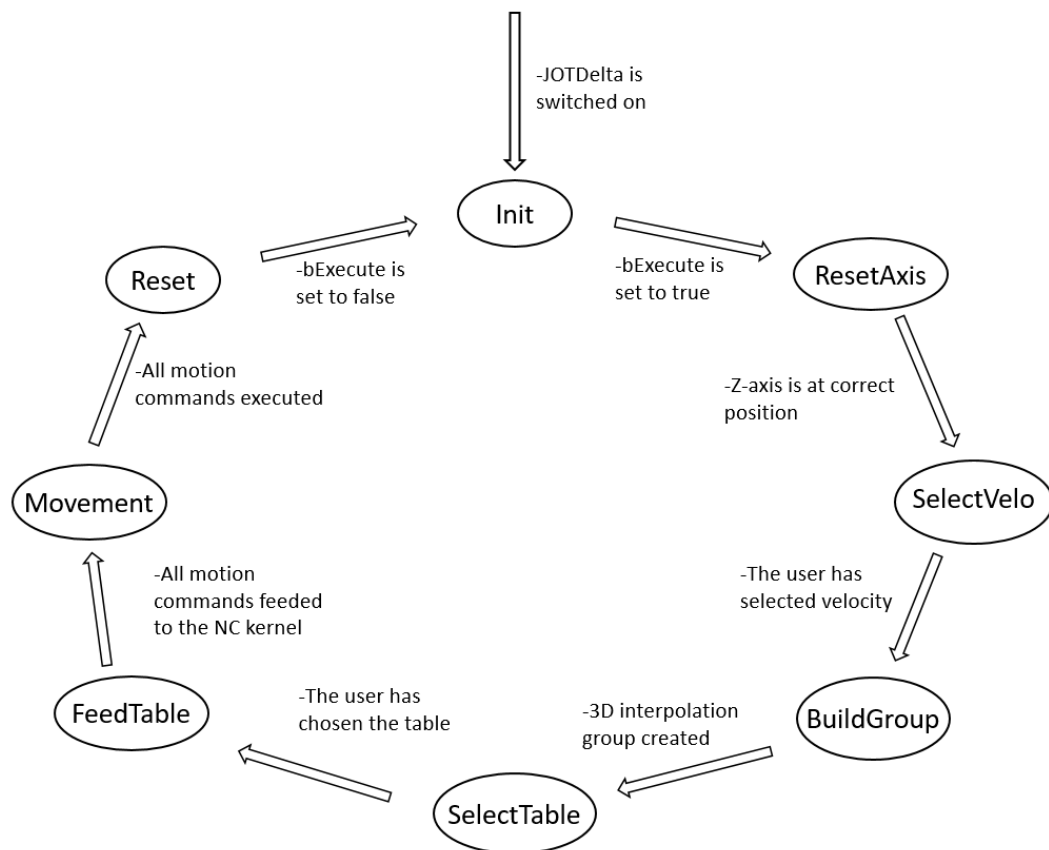 -JOTDelta is
switched on
Init
-bExecute is
set to true
ResetAxis
-Z-axis is at correct
position
SelectVelo
-The user has
selected velocity
BuildGroup
-3D interpolation
group created
SelectTable
-The user has
chosen the table
FeedTable
-All motion
commands feeded
to the NC kernel
Movement
-All motion
commands executed
Reset
-bExecute is
set to false